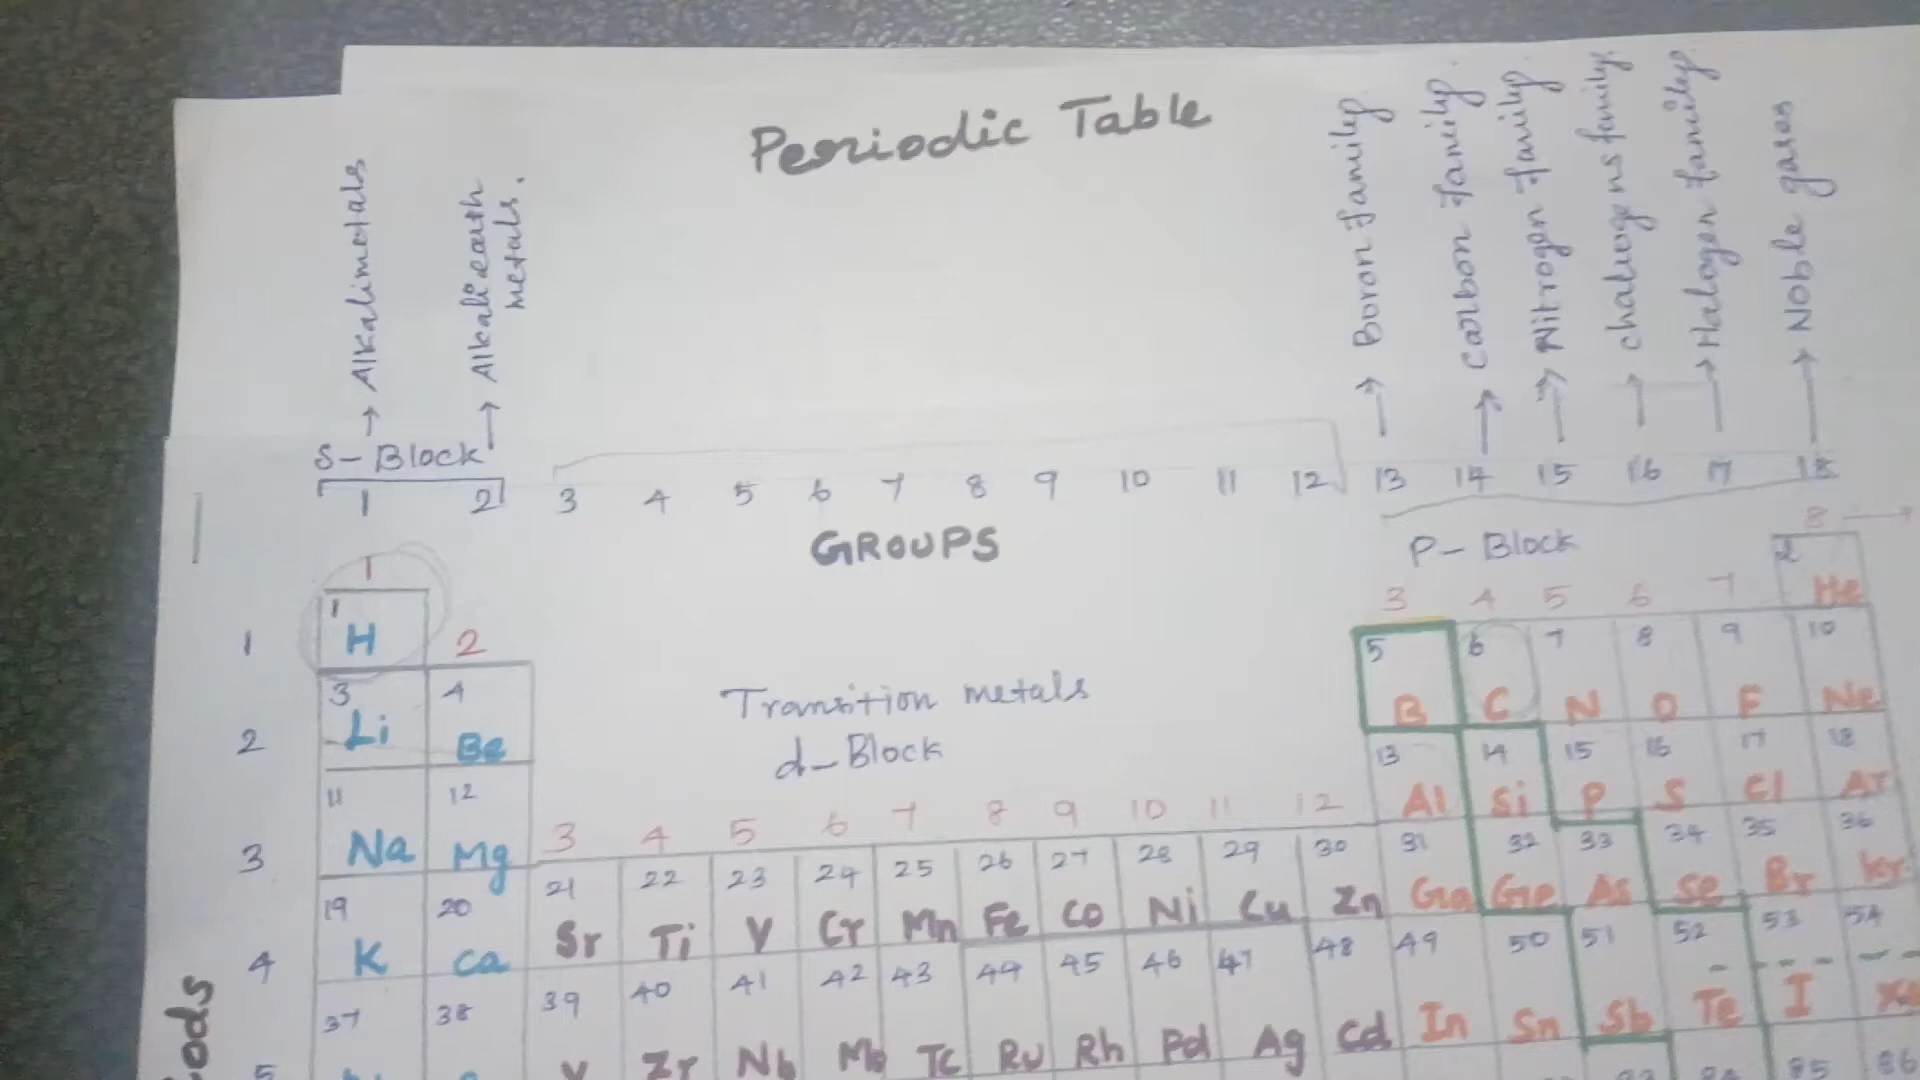 Periodic Table
→ Alkalimetals
→ Alkali earth
metals.
→ Boron family
→ Carbon family.
→ Nitrogen family.
→ Halogen family
→ Noble gases
S- Block
1 2 3 4 5 6 7 8 9 10 11 12 13 14 15 16 17 18
GROUPS
P- Block
8 →
1 3 4 5 6 7 2 He
1 1 H 2 5 B 6 C 7 N 8 O 9 F 10 Ne
2 3 Li 4 Be 13 Al 14 Si 15 P 16 S 17 Cl 18 Ar
Transition metals
d-Block
3 4 5 6 7 8 9 10 11 12
3 11 Na 12 Mg
21 Sr 22 Ti 23 V 24 Cr 25 Mn 26 Fe 27 Co 28 Ni 29 Cu 30 Zn 31 Ga 32 Ge 33 As 34 Se 35 Br 36 Kr
4 19 K 20 Ca
39 Y 40 Zr 41 Nb 42 Mo 43 Tc 44 Ru 45 Rh 46 Pd 47 Ag 48 Cd 49 In 50 Sn 51 Sb 52 Te 53 I 54
5 37 38 85 86